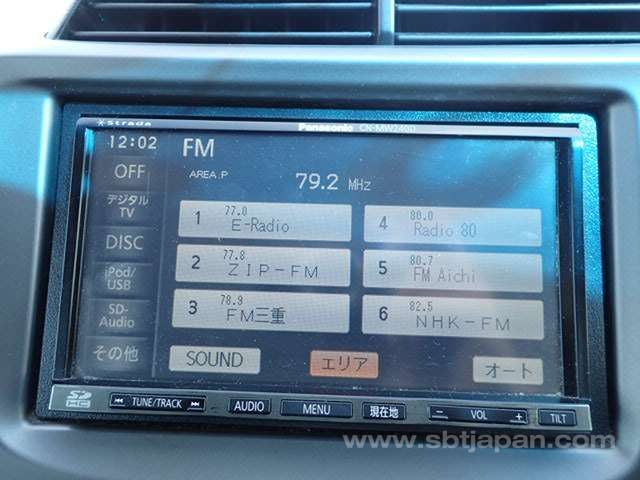 strada
Panasonic CN-MW240D
12:02
FM
OFF
AREA.P
79.2 MHz
デジタル
TV
1 77.0 E-Radio
4 80.0 Radio 80
DISC
2 77.8 ZIP-FM
5 80.7 FM Aichi
iPod/
USB
3 78.9 FM三重
6 82.5 NHK-FM
SD-
Audio
その他
SOUND
エリア
オート
SD HC
TUNE/TRACK
AUDIO
MENU
現在地
− VOL +
TILT
www.sbtjapan.com